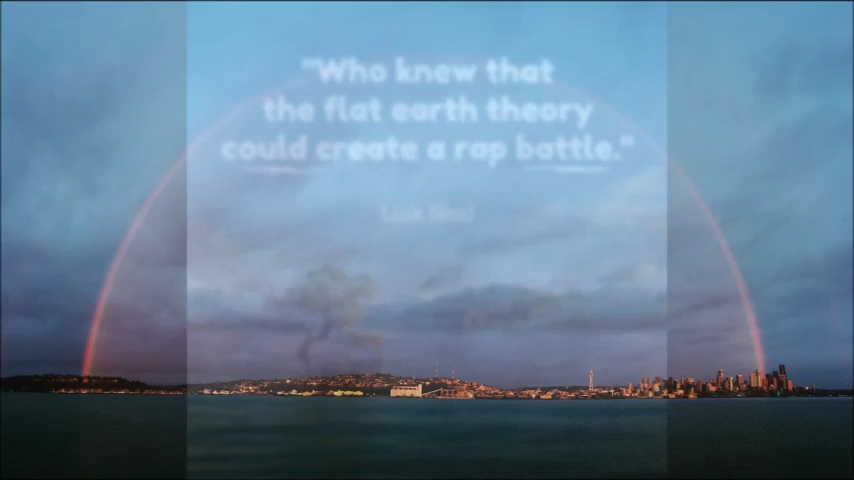 "Who knew that
the flat earth theory
could create a rap battle."